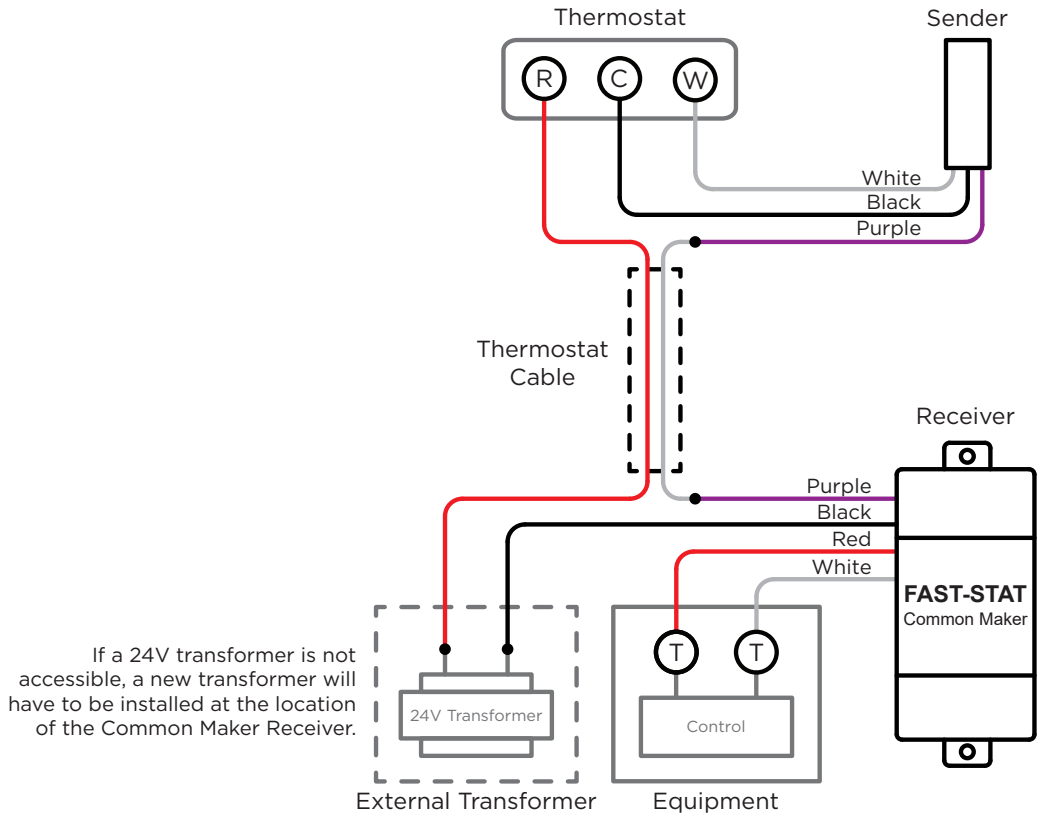 Thermostat
Sender
R
C
W
White
Black
Purple
Thermostat
Cable
Receiver
Purple
Black
Red
White
FAST-STAT
Common Maker
T
T
If a 24V transformer is not
accessible, a new transformer will
have to be installed at the location
of the Common Maker Receiver.
24V Transformer
Control
External Transformer
Equipment